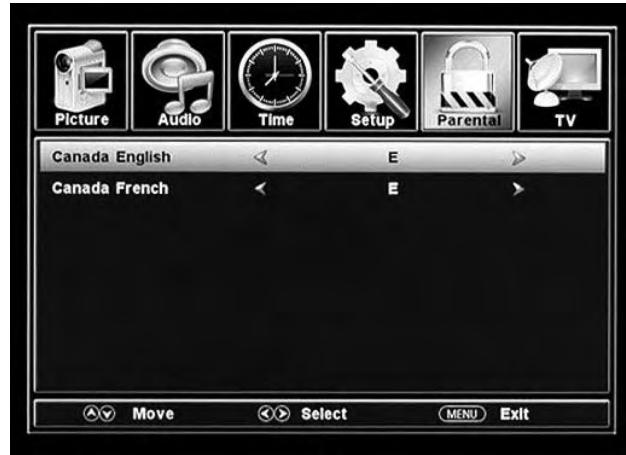 Picture Audio Time Setup Parental TV
Canada English E
Canada French E
Move Select MENU Exit